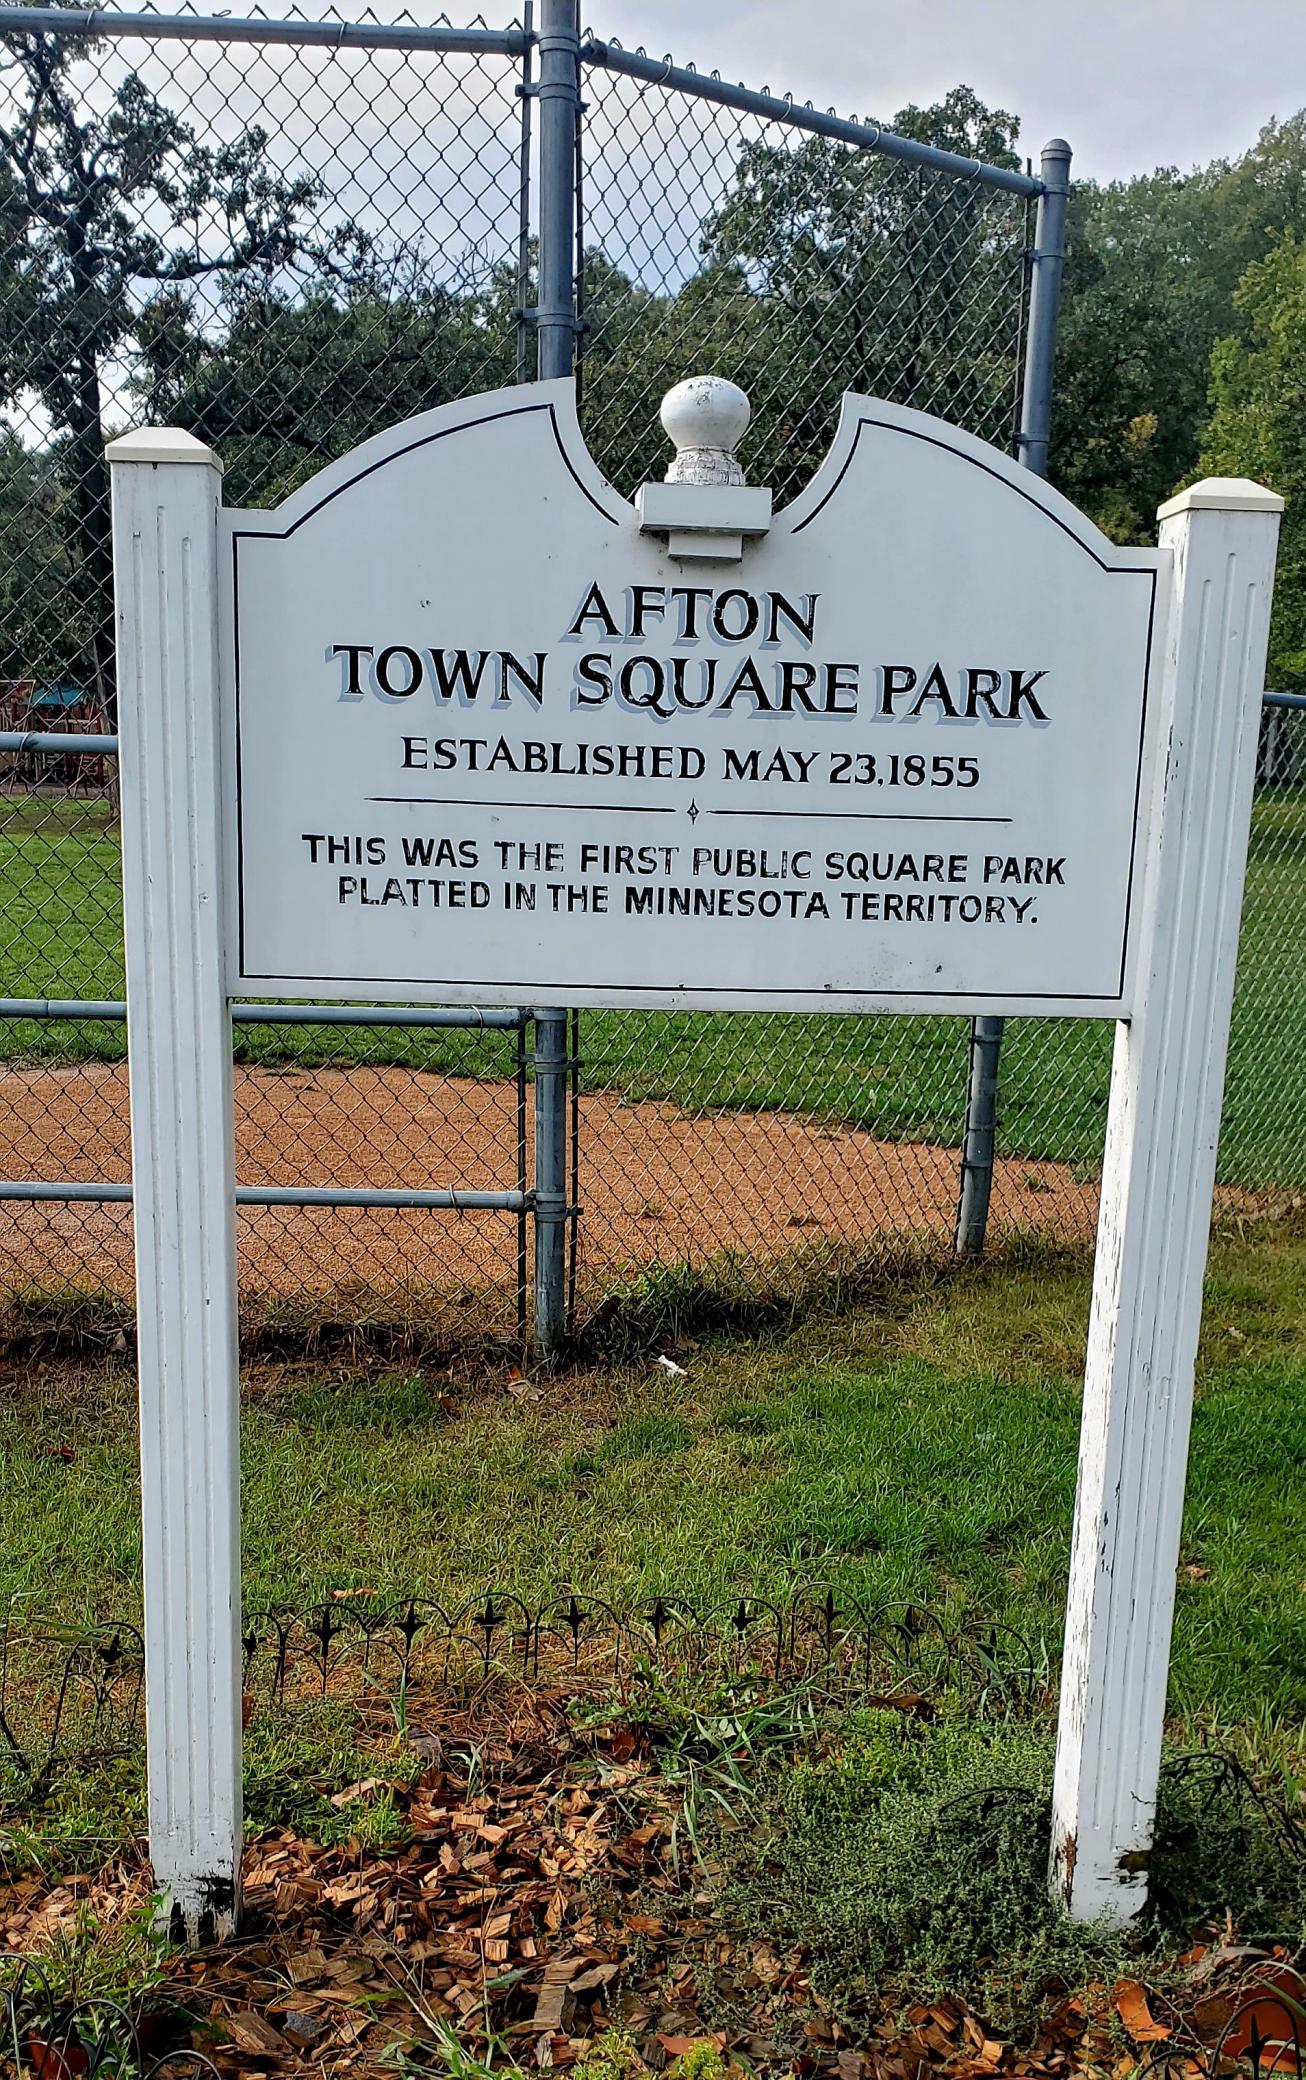 AFTON
TOWN SQUARE PARK
ESTABLISHED MAY 23,1855
THIS WAS THE FIRST PUBLIC SQUARE PARK
PLATTED IN THE MINNESOTA TERRITORY.